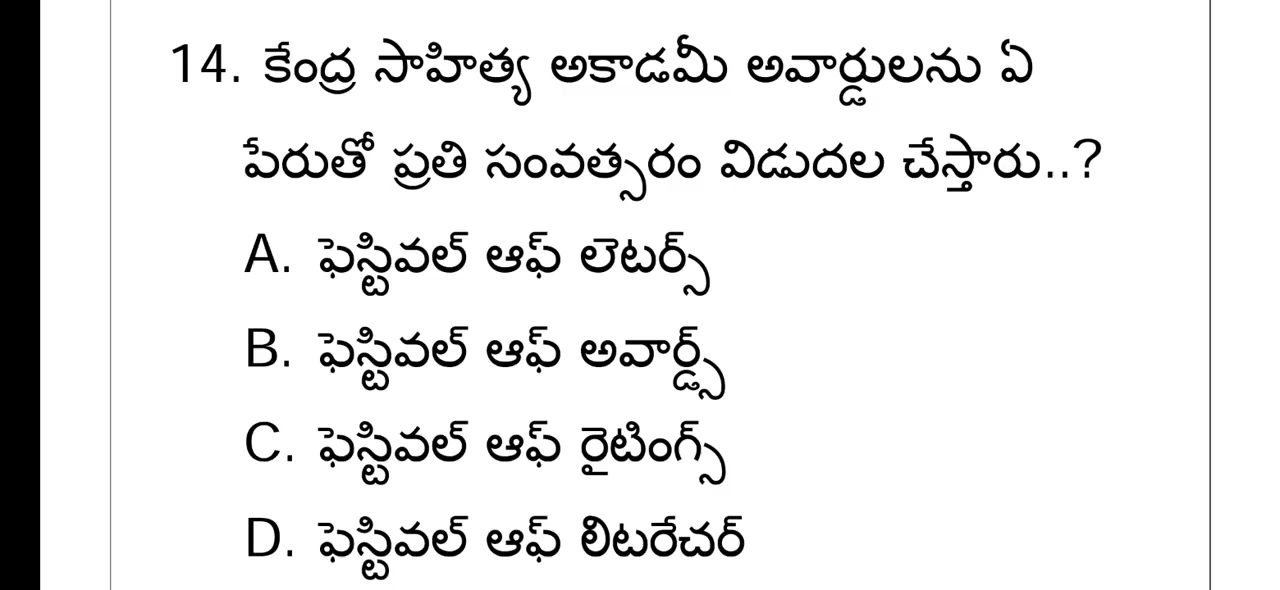 14. కేంద్ర సాహిత్య అకాడమీ అవార్డులను ఏ
పేరుతో ప్రతి సంవత్సరం విడుదల చేస్తారు..?
A. ఫెస్టివల్ ఆఫ్ లెటర్స్
B. ఫెస్టివల్ ఆఫ్ అవార్డ్స్
C. ఫెస్టివల్ ఆఫ్ రైటింగ్స్
D. ఫెస్టివల్ ఆఫ్ లిటరేచర్